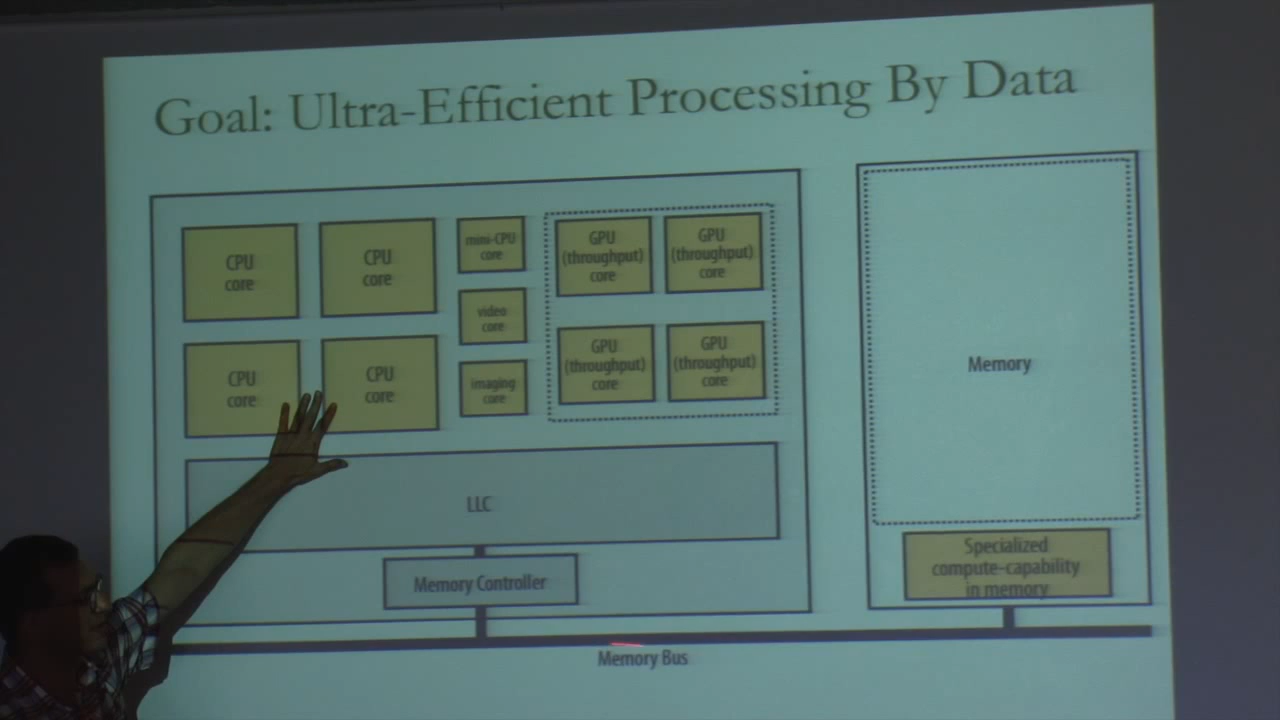 Goal: Ultra-Efficient Processing By Data
CPU
core
CPU
core
mini-CPU
core
GPU
(throughput)
core
GPU
(throughput)
core
video
core
CPU
core
CPU
core
imaging
core
GPU
(throughput)
core
GPU
(throughput)
core
LLC
Memory Controller
Memory
Specialized
compute-capability
in memory
Memory Bus